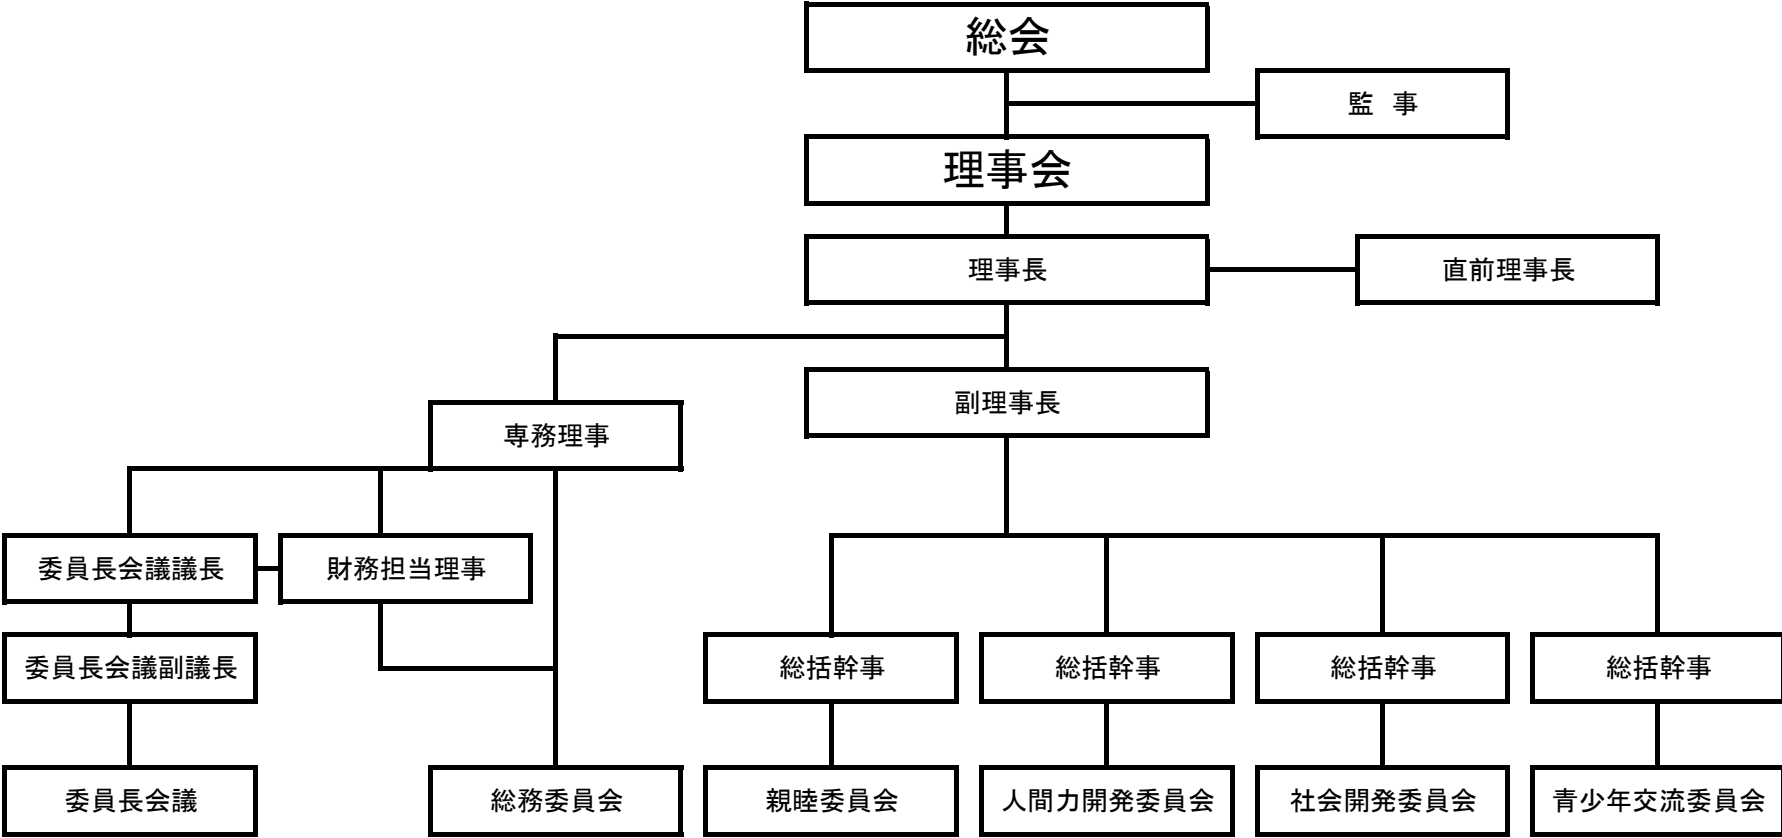 総会
監　事
理事会
理事長
直前理事長
副理事長
専務理事
委員長会議議長
財務担当理事
委員長会議副議長
総括幹事
総括幹事
総括幹事
総括幹事
委員長会議
総務委員会
親睦委員会
人間力開発委員会
社会開発委員会
青少年交流委員会